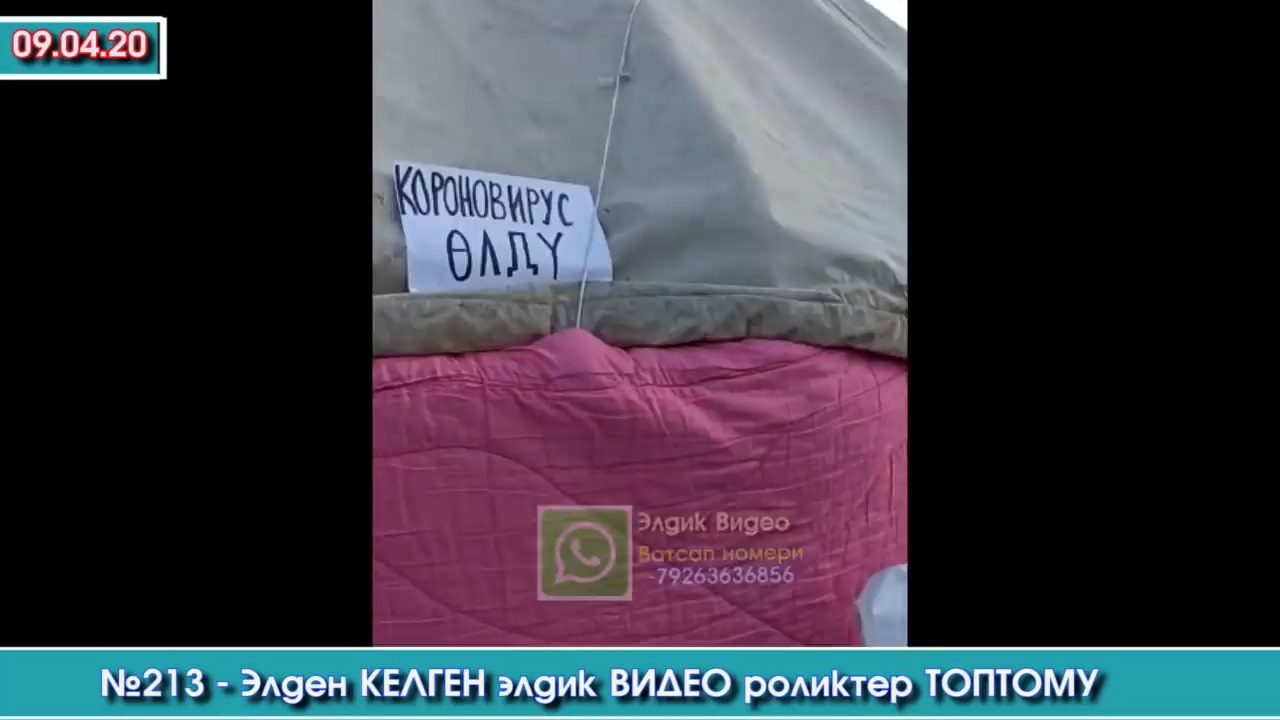 09.04.20
КОРОНОВИРУС
ӨЛДҮ
Элдик Видео
Ватсап номери
-79263636856
№213 - Элден КЕЛГЕН элдик ВИДЕО роликтер ТОПТОМУ